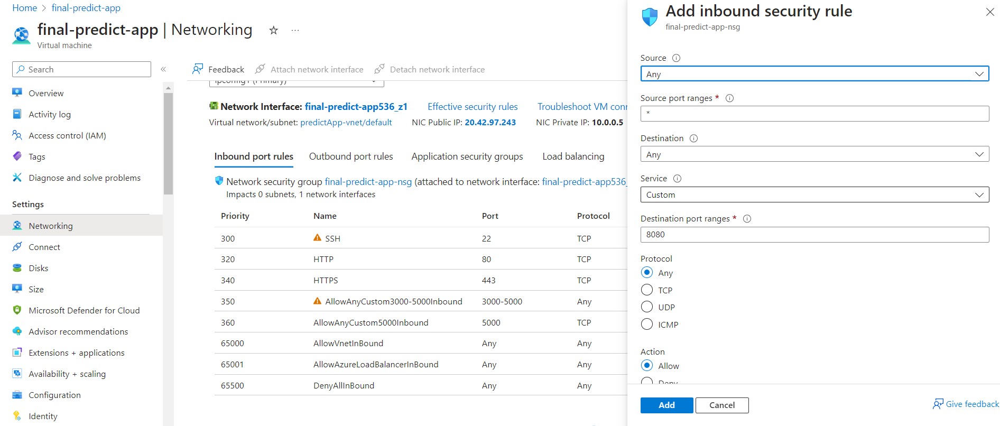 Home > final-predict-app
final-predict-app | Networking
Virtual machine
Search
Overview
Activity log
Access control (IAM)
Tags
Diagnose and solve problems
Settings
Networking
Connect
Disks
Size
Microsoft Defender for Cloud
Advisor recommendations
Extensions + applications
Availability + scaling
Configuration
Identity
Feedback Attach network interface Detach network interface
ipconfig1 (Primary)
Network Interface: final-predict-app536_z1 Effective security rules Troubleshoot VM conn
Virtual network/subnet: predictApp-vnet/default NIC Public IP: 20.42.97.243 NIC Private IP: 10.0.0.5
Inbound port rules Outbound port rules Application security groups Load balancing
Network security group final-predict-app-nsg (attached to network interface: final-predict-app536_
Impacts 0 subnets, 1 network interfaces
Priority Name Port Protocol
300 SSH 22 TCP
320 HTTP 80 TCP
340 HTTPS 443 TCP
350 AllowAnyCustom3000-5000Inbound 3000-5000 Any
360 AllowAnyCustom5000Inbound 5000 TCP
65000 AllowVnetInBound Any Any
65001 AllowAzureLoadBalancerInBound Any Any
65500 DenyAllInBound Any Any
Add inbound security rule
final-predict-app-nsg
Source
Any
Source port ranges *
*
Destination
Any
Service
Custom
Destination port ranges *
8080
Protocol
Any
TCP
UDP
ICMP
Action
Allow
Deny
Add Cancel
Give feedback